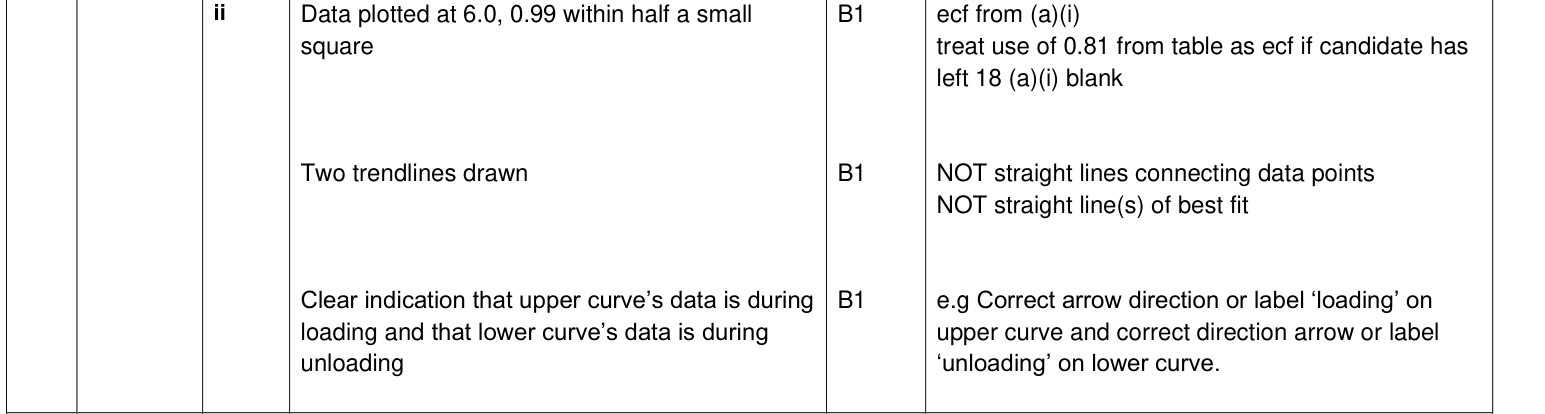 ii Data plotted at 6.0, 0.99 within half a small B1 ecf from (a)(i)
square treat use of 0.81 from table as ecf if candidate has
left 18 (a)(i) blank
Two trendlines drawn B1 NOT straight lines connecting data points
NOT straight line(s) of best fit
Clear indication that upper curve’s data is during B1 e.g Correct arrow direction or label ‘loading’ on
loading and that lower curve’s data is during upper curve and correct direction arrow or label
unloading ‘unloading’ on lower curve.